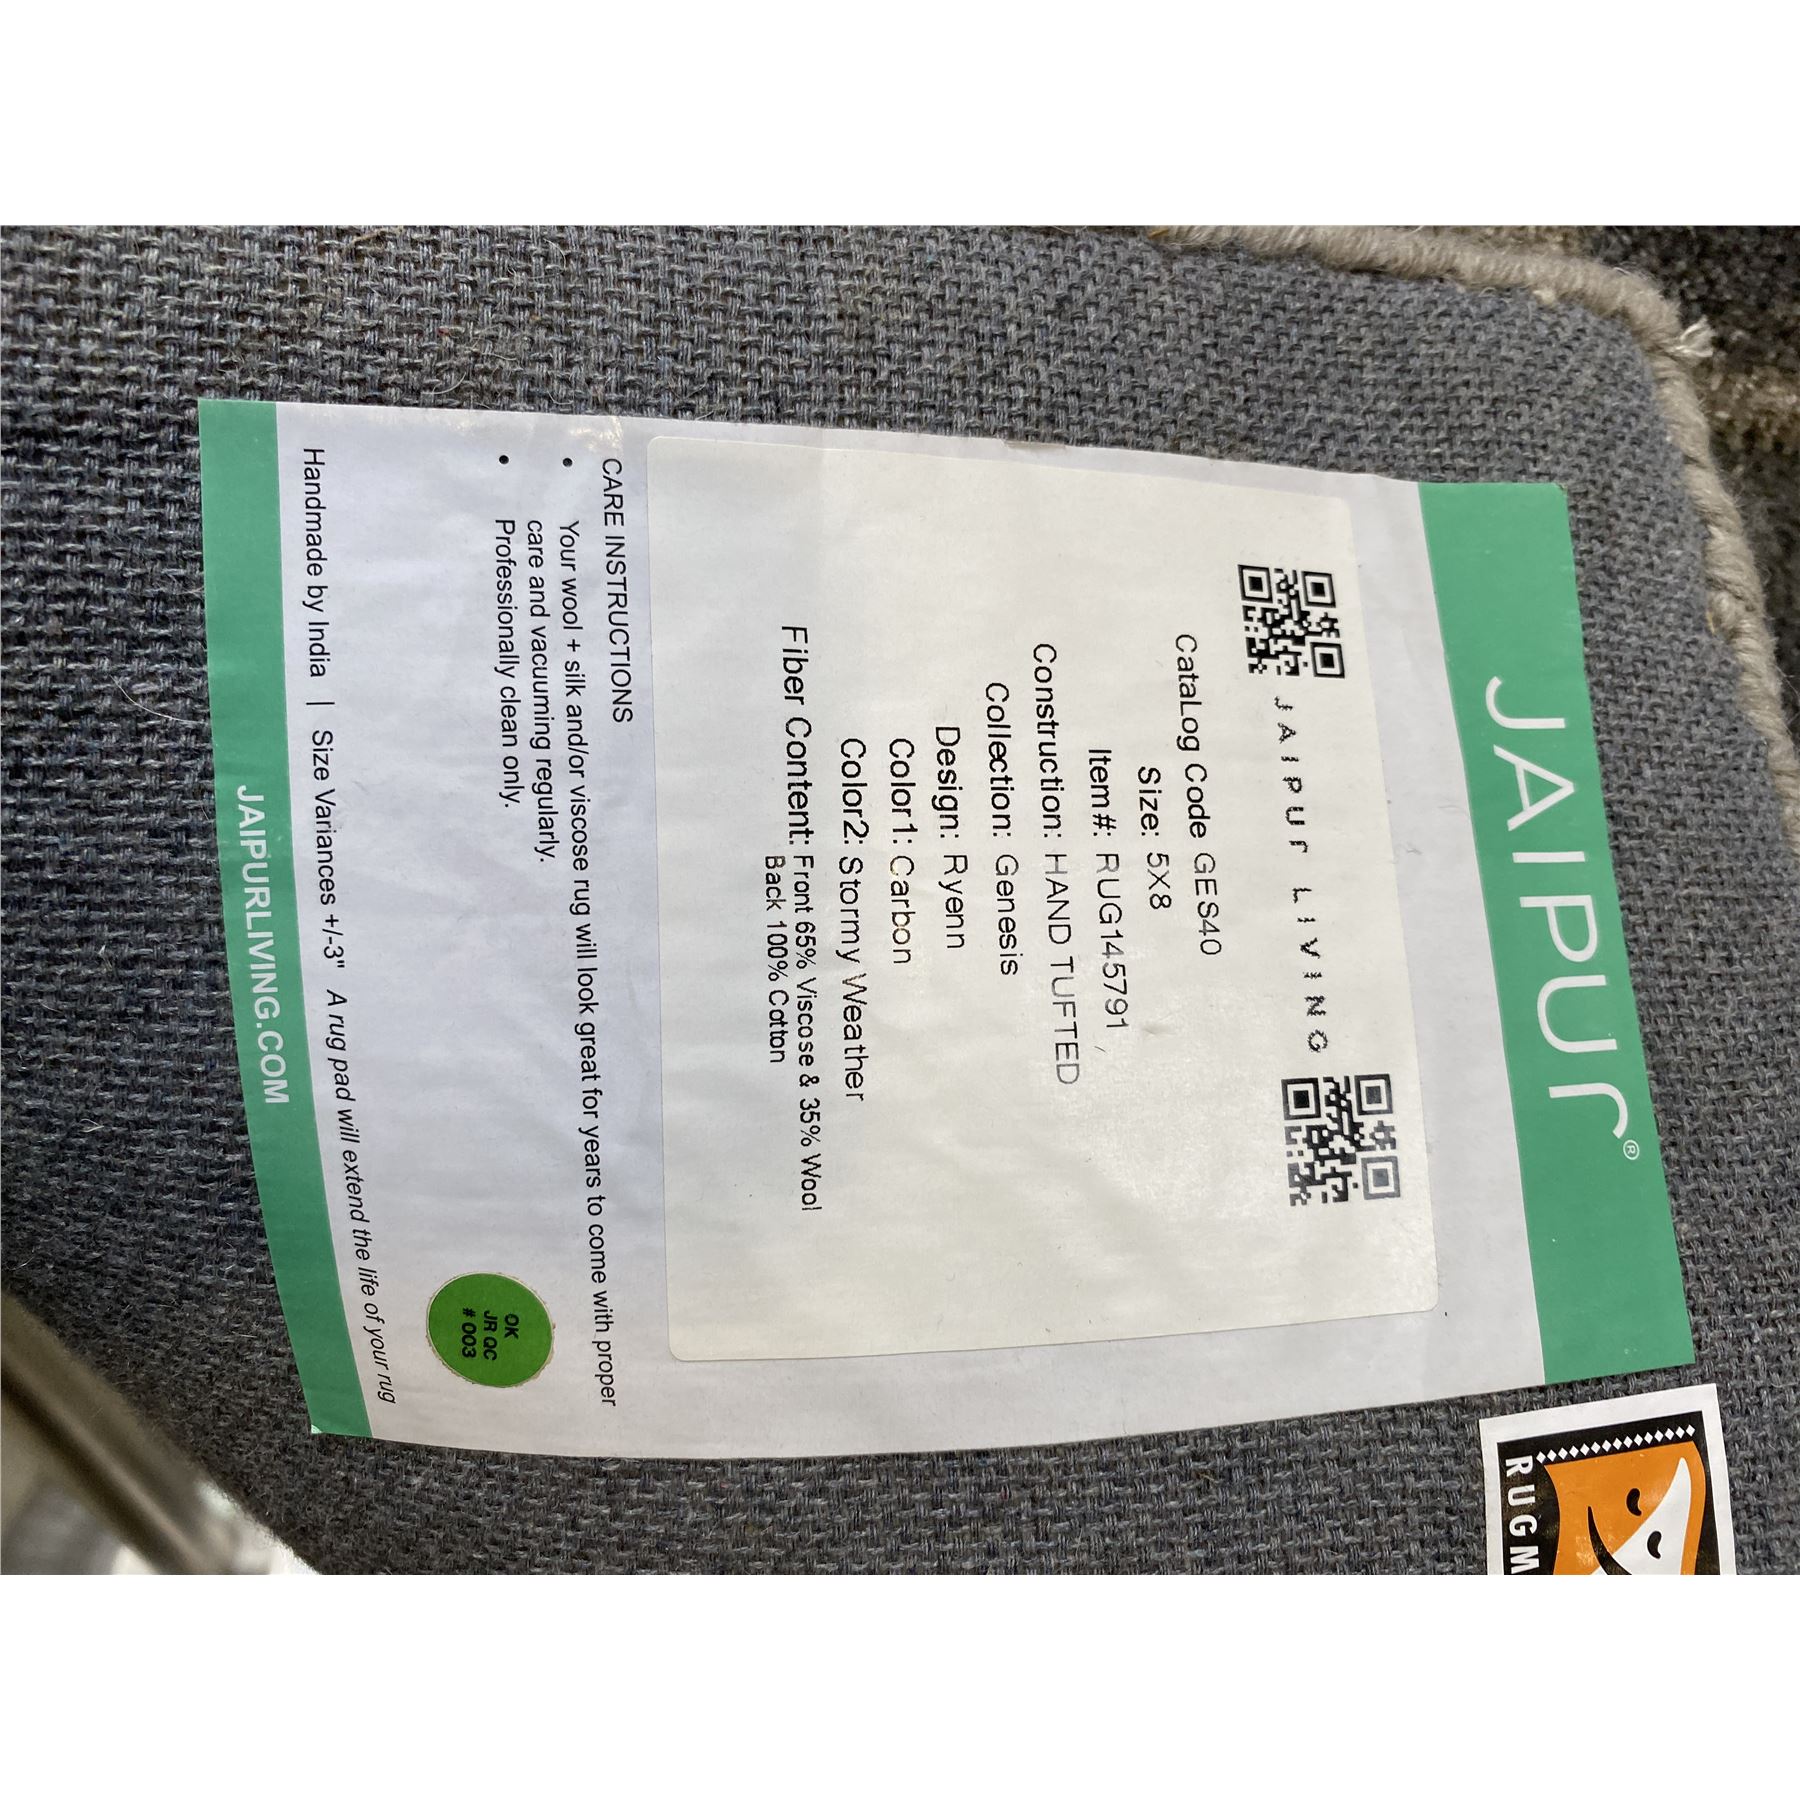 JAIPUR®
JAIPUR LIVING
CataLog Code GES40
Size: 5X8
Item#: RUG145791
Construction: HAND TUFTED
Collection: Genesis
Design: Ryenn
Color1: Carbon
Color2: Stormy Weather
Fiber Content: Front 65% Viscose & 35% Wool
Back 100% Cotton
CARE INSTRUCTIONS
• Your wool + silk and/or viscose rug will look great for years to come with proper
care and vacuuming regularly.
• Professionally clean only.
OK
JR QC
# 003
Handmade by India | Size Variances +/-3" A rug pad will extend the life of your rug
JAIPURLIVING.COM
RUGM